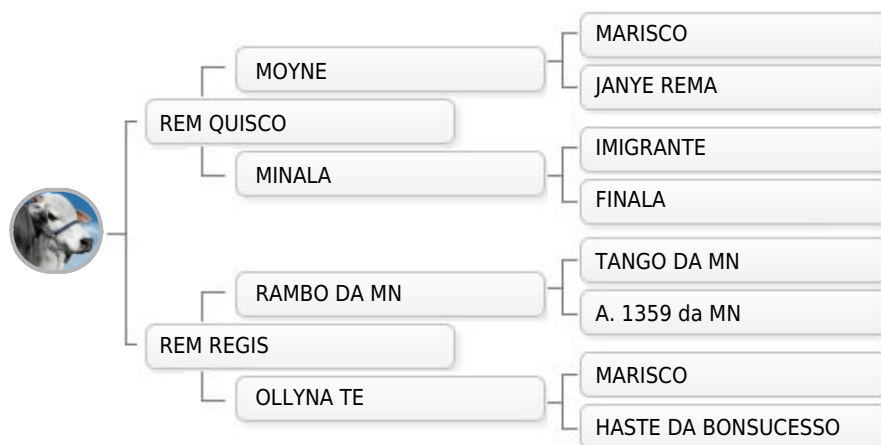 MARISCO
MOYNE
JANYE REMA
REM QUISCO
IMIGRANTE
MINALA
FINALA
TANGO DA MN
RAMBO DA MN
A. 1359 da MN
REM REGIS
MARISCO
OLLYNA TE
HASTE DA BONSUCESSO